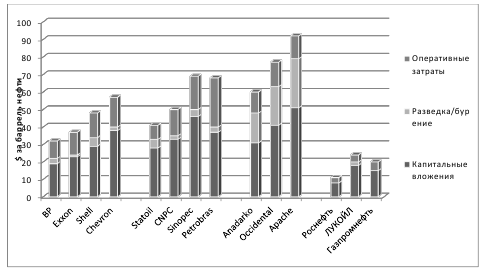 100
90
80
70
60
50
40
30
20
10
0
$ за баррель нефти
BP
Exxon
Shell
Chevron
Statoil
CNPC
Sinopec
Petrobras
Anadarko
Occidental
Apache
Роснефть
ЛУКОЙЛ
Газпромнефть
Оперативные
затраты
Разведка/бур
ение
Капитальные
вложения